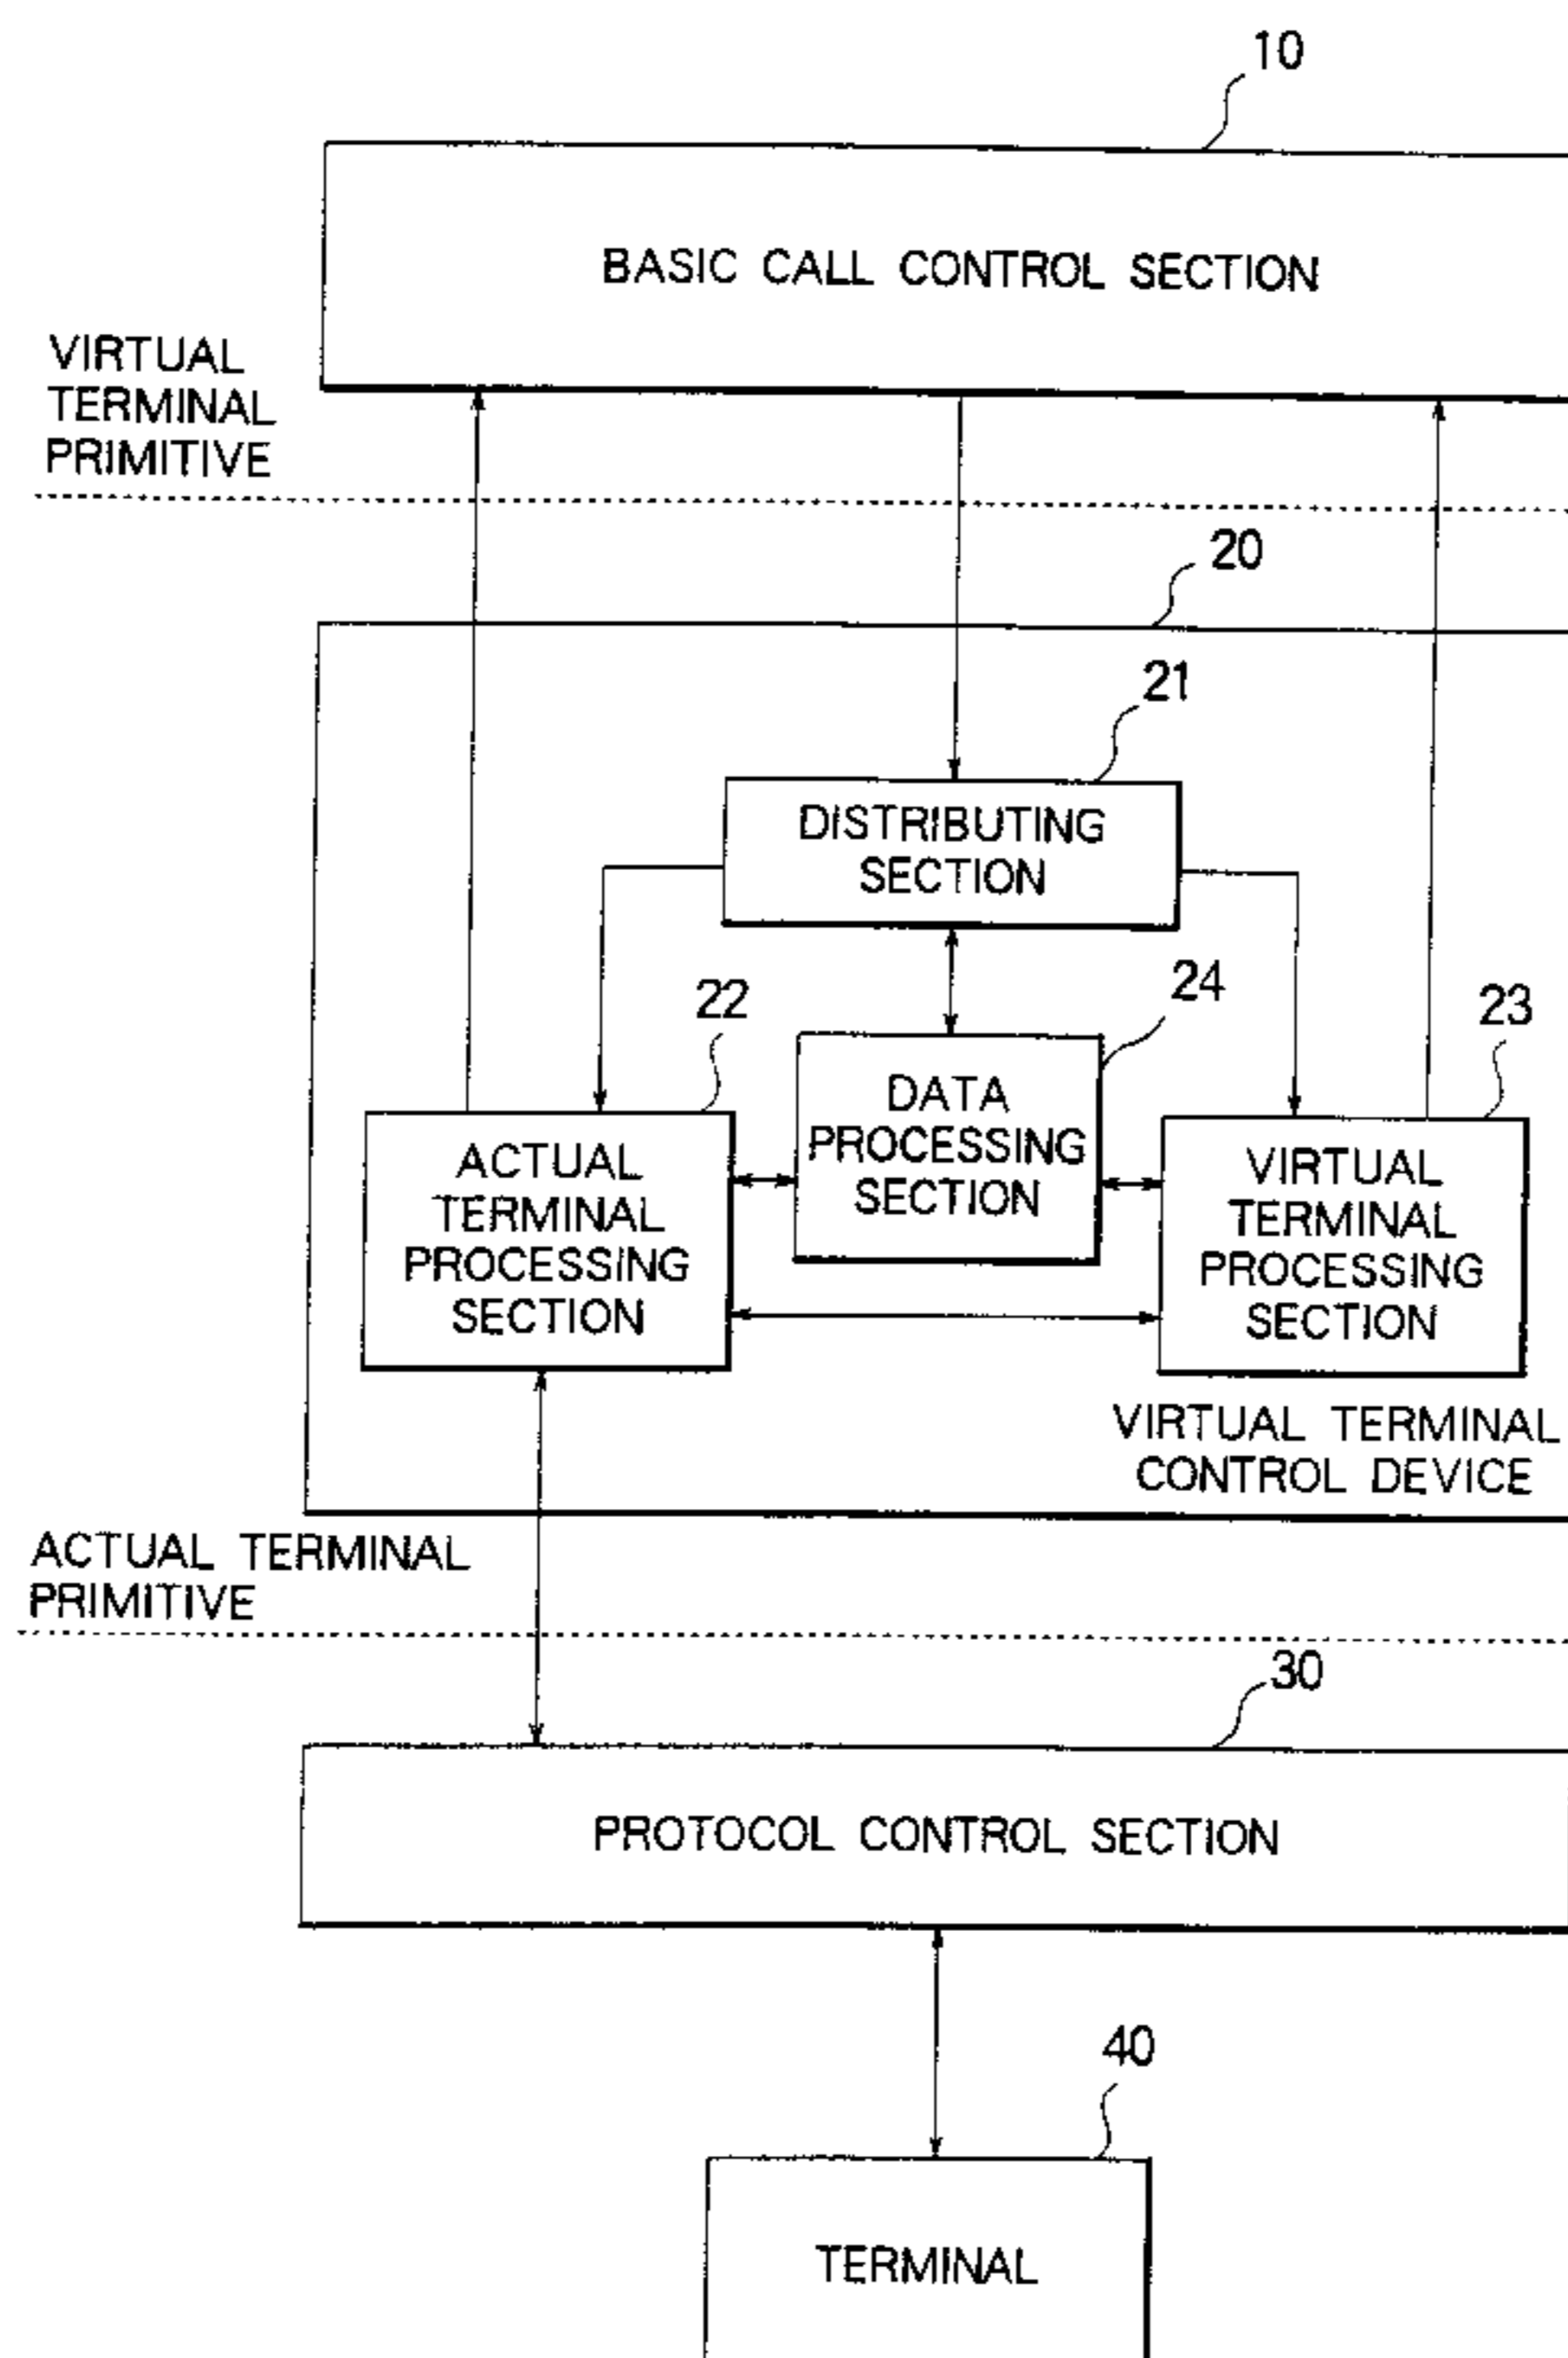 10
BASIC CALL CONTROL SECTION
VIRTUAL
TERMINAL
PRIMITIVE
20
21
DISTRIBUTING
SECTION
22
24
23
ACTUAL
TERMINAL
PROCESSING
SECTION
DATA
PROCESSING
SECTION
VIRTUAL
TERMINAL
PROCESSING
SECTION
VIRTUAL TERMINAL
CONTROL DEVICE
ACTUAL TERMINAL
PRIMITIVE
30
PROTOCOL CONTROL SECTION
40
TERMINAL